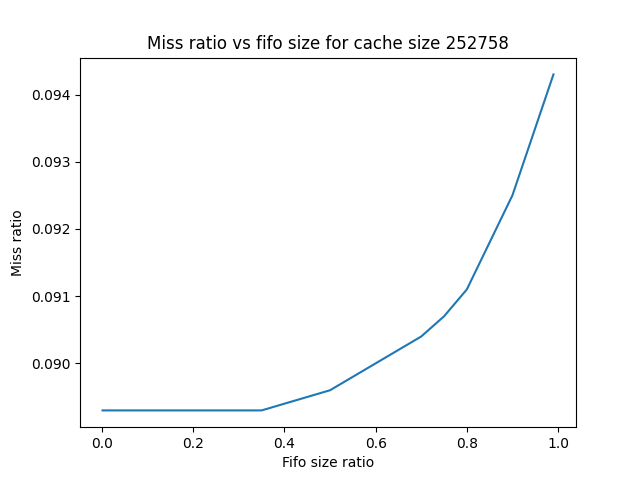 Miss ratio vs fifo size for cache size 252758
0.094
0.093
0.092
0.091
0.090
Miss ratio
0.0 0.2 0.4 0.6 0.8 1.0
Fifo size ratio